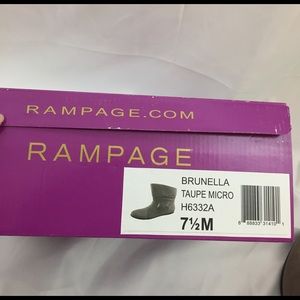 RAMPAGE.COM
RAMPAGE
BRUNELLA
TAUPE MICRO
H6332A
7½M